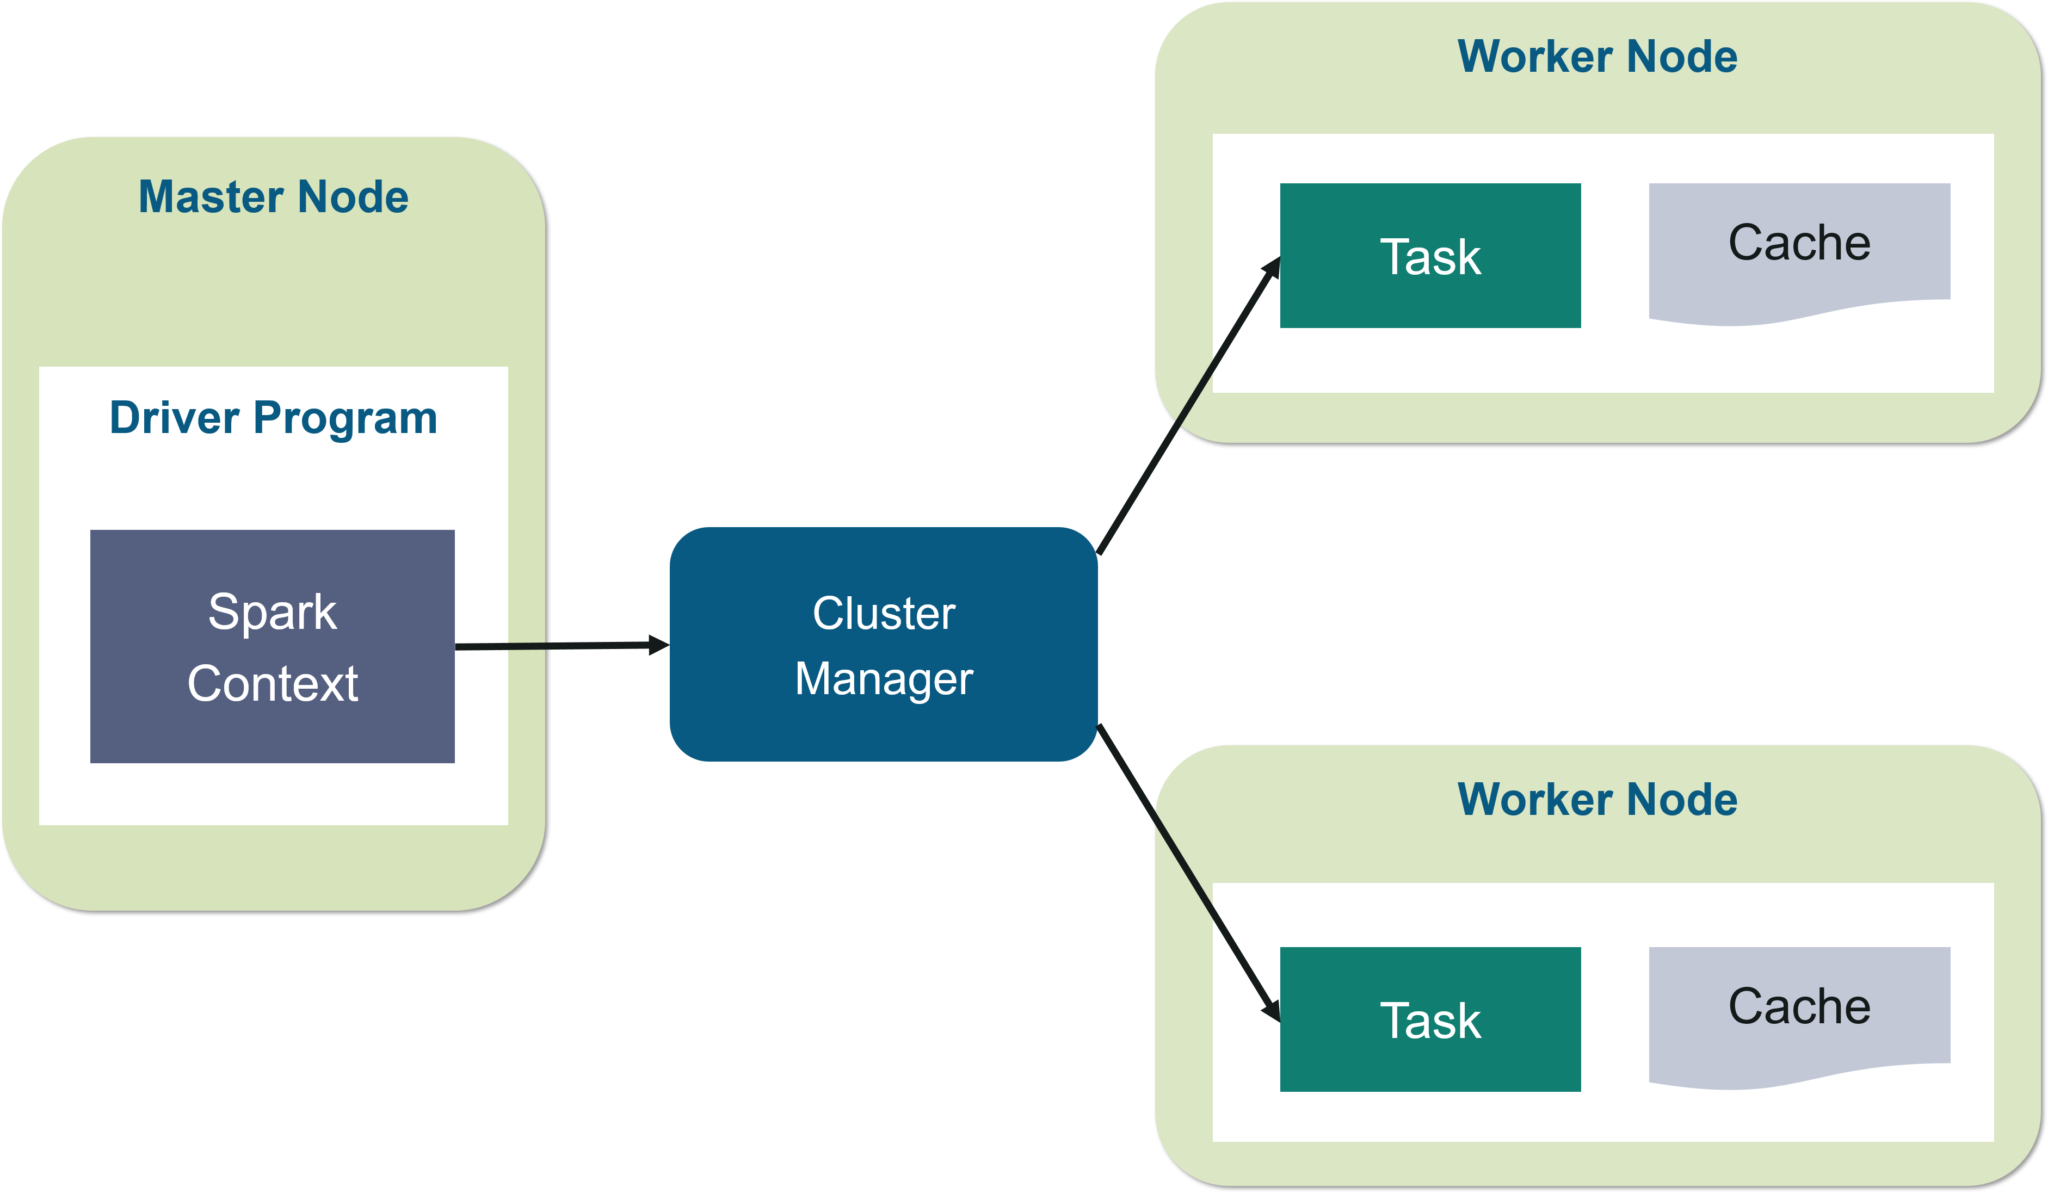 Master Node
Driver Program
Spark
Context
Cluster
Manager
Worker Node
Task
Cache
Worker Node
Task
Cache